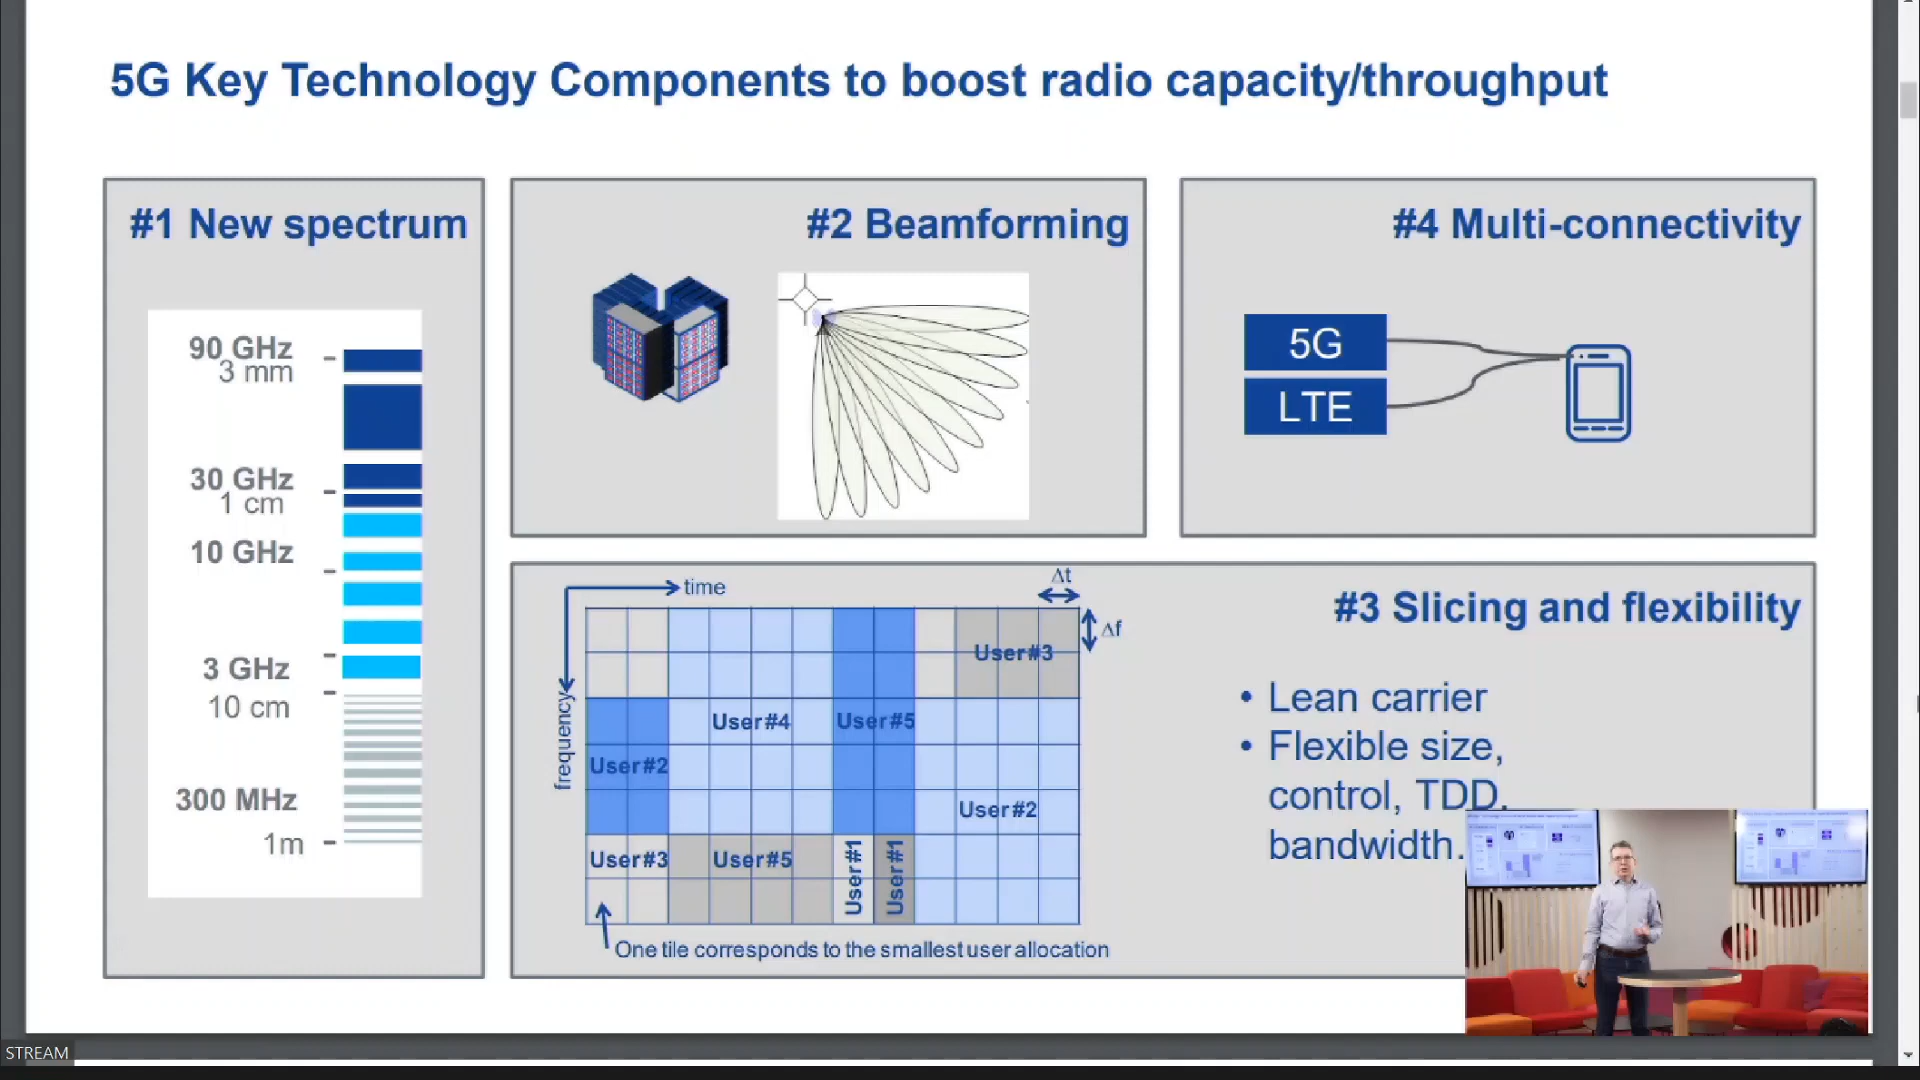 5G Key Technology Components to boost radio capacity/throughput
#1 New spectrum
90 GHz
3 mm
30 GHz
1 cm
10 GHz
3 GHz
10 cm
300 MHz
1m
#2 Beamforming
#4 Multi-connectivity
5G
LTE
time
Δt
Δf
frequency
User#3
User#4
User#5
User#2
User#2
User#3
User#5
User#1
User#1
One tile corresponds to the smallest user allocation
#3 Slicing and flexibility
• Lean carrier
• Flexible size,
control, TDD,
bandwidth.
STREAM